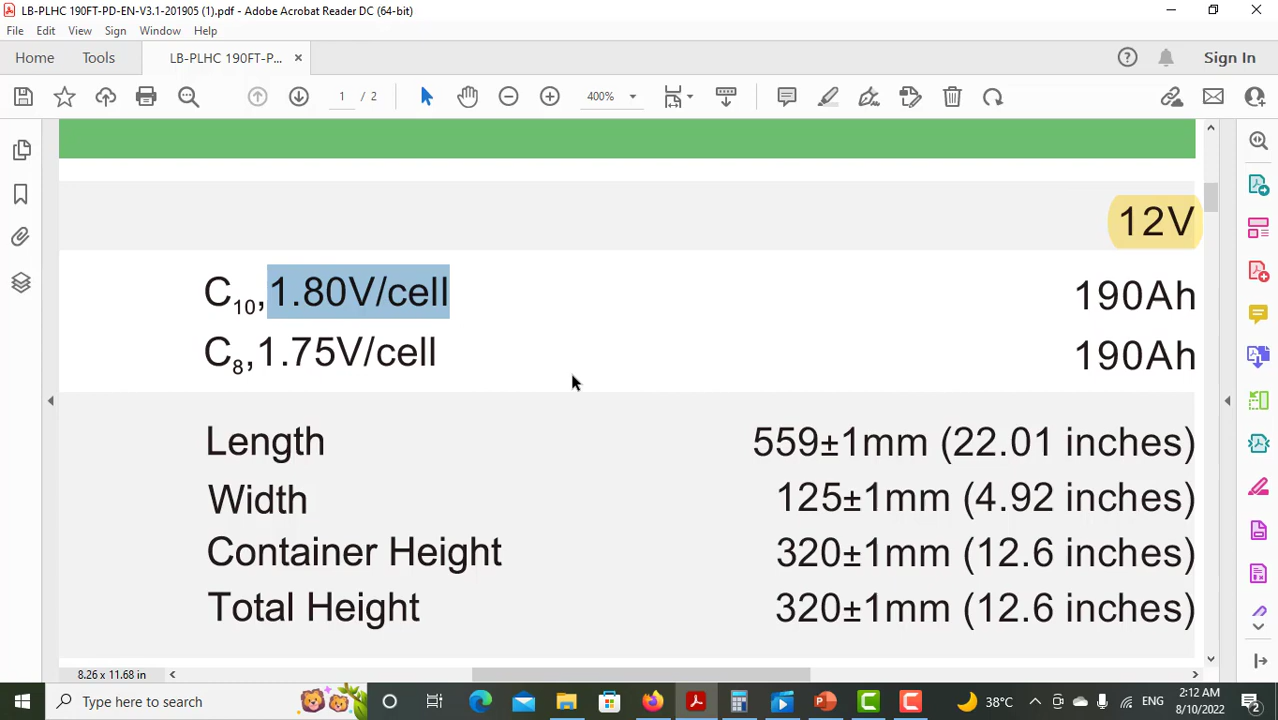 LB-PLHC 190FT-PD-EN-V3.1-201905 (1).pdf - Adobe Acrobat Reader DC (64-bit)
File Edit View Sign Window Help
Home Tools LB-PLHC 190FT-P... × Sign In
1 / 2 400%
12V
C10,1.80V/cell 190Ah
C8,1.75V/cell 190Ah
Length 559±1mm (22.01 inches)
Width 125±1mm (4.92 inches)
Container Height 320±1mm (12.6 inches)
Total Height 320±1mm (12.6 inches)
8.26 x 11.68 in
Type here to search 38°C ENG 2:12 AM
8/10/2022 2